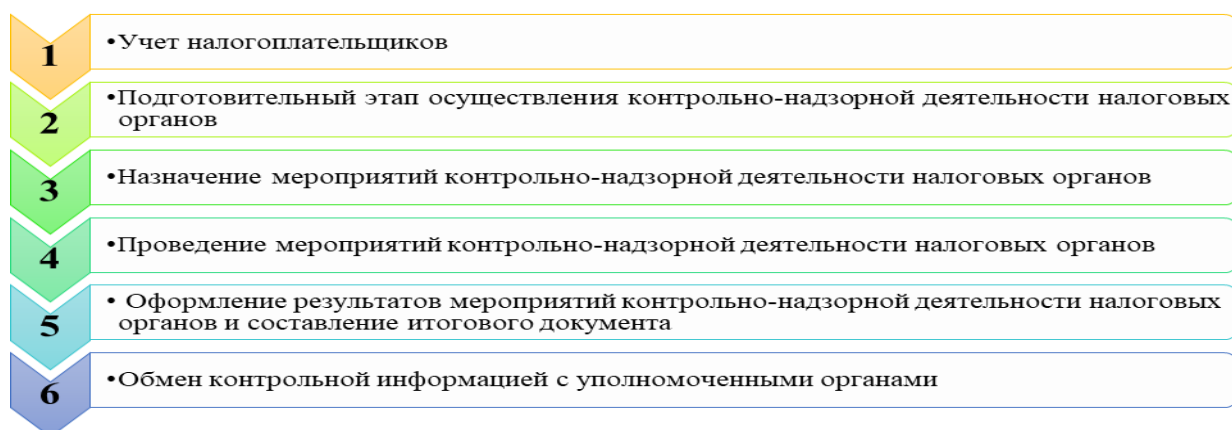 1
•Учет налогоплательщиков
2
•Подготовительный этап осуществления контрольно-надзорной деятельности налоговых
органов
3
•Назначение мероприятий контрольно-надзорной деятельности налоговых органов
4
•Проведение мероприятий контрольно-надзорной деятельности налоговых органов
5
• Оформление результатов мероприятий контрольно-надзорной деятельности налоговых
органов и составление итогового документа
6
•Обмен контрольной информацией с уполномоченными органами